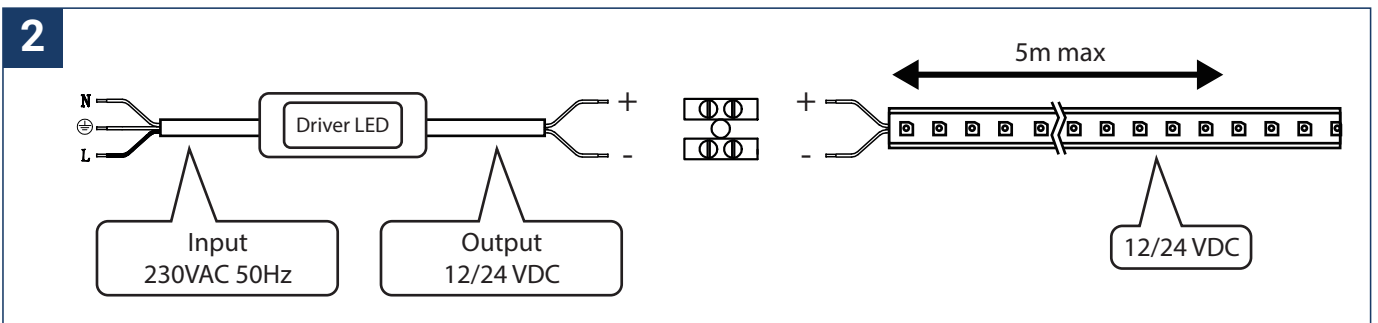 2
5m max
N
L
Driver LED
+
-
+
-
Input
230VAC 50Hz
Output
12/24 VDC
12/24 VDC